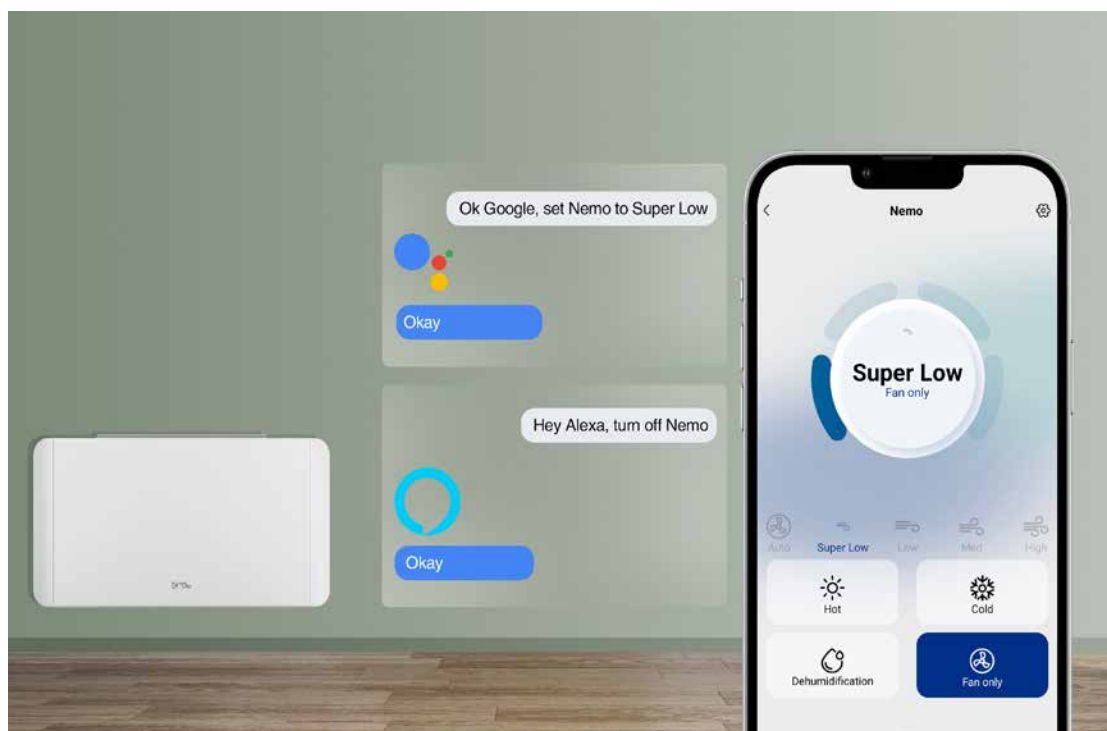 Ok Google, set Nemo to Super Low
Okay
Hey Alexa, turn off Nemo
Okay
Nemo
Super Low
Fan only
Auto
Super Low
Low
Med
High
Hot
Cold
Dehumidification
Fan only